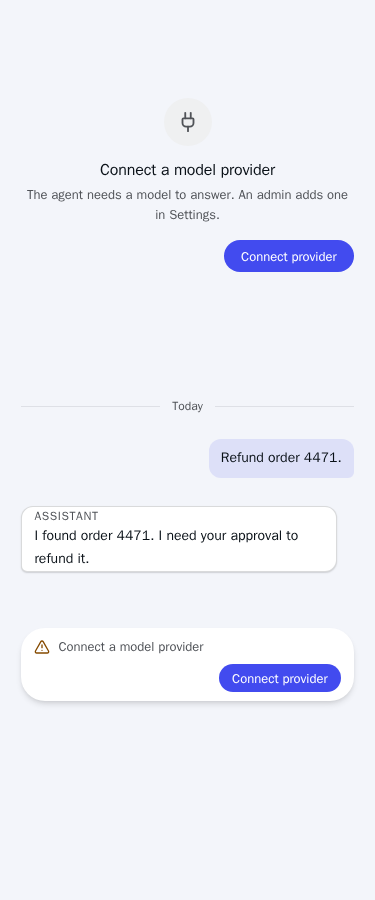 Connect a model provider
The agent needs a model to answer. An admin adds one
in Settings.
Connect provider
Today
Refund order 4471.
ASSISTANT
I found order 4471. I need your approval to
refund it.
Connect a model provider
Connect provider